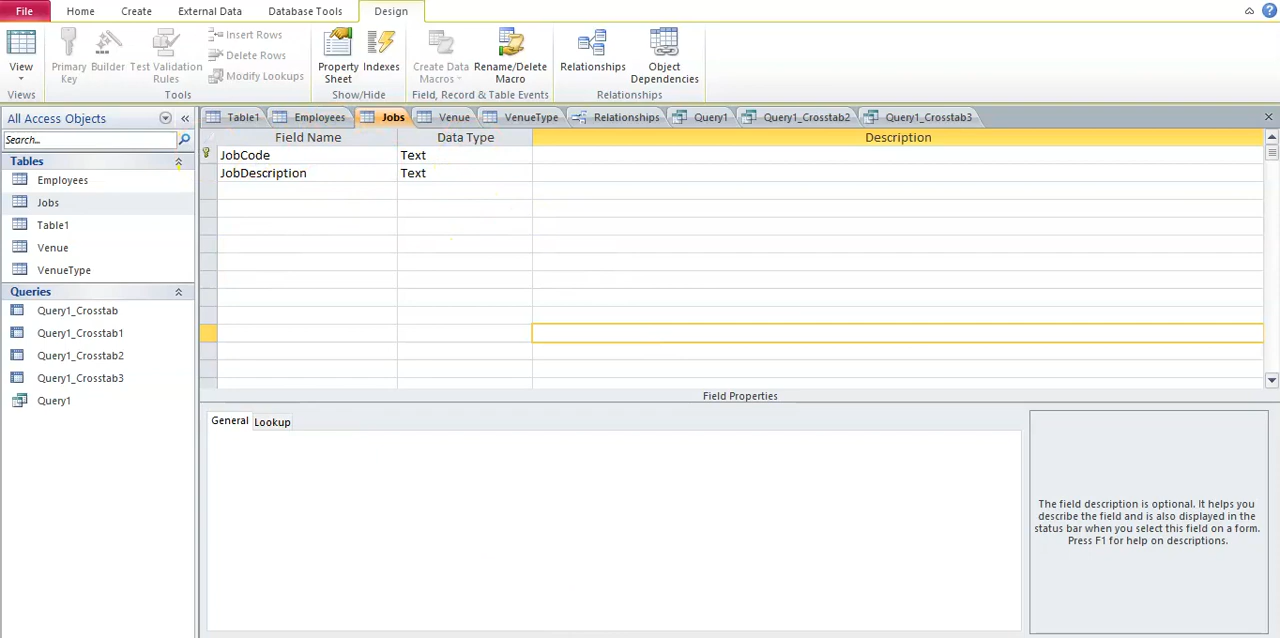 File Home Create External Data Database Tools Design
View
Views
Primary Key
Builder
Test Validation Rules
Insert Rows
Delete Rows
Modify Lookups
Tools
Property Sheet
Indexes
Show/Hide
Create Data Macros
Rename/Delete Macro
Field, Record & Table Events
Relationships
Object Dependencies
Relationships
All Access Objects
Search...
Tables
Employees
Jobs
Table1
Venue
VenueType
Queries
Query1_Crosstab
Query1_Crosstab1
Query1_Crosstab2
Query1_Crosstab3
Query1
Table1 Employees Jobs Venue VenueType Relationships Query1 Query1_Crosstab2 Query1_Crosstab3
Field Name Data Type Description
JobCode Text
JobDescription Text
Field Properties
General Lookup
The field description is optional. It helps you
describe the field and is also displayed in the
status bar when you select this field on a form.
Press F1 for help on descriptions.